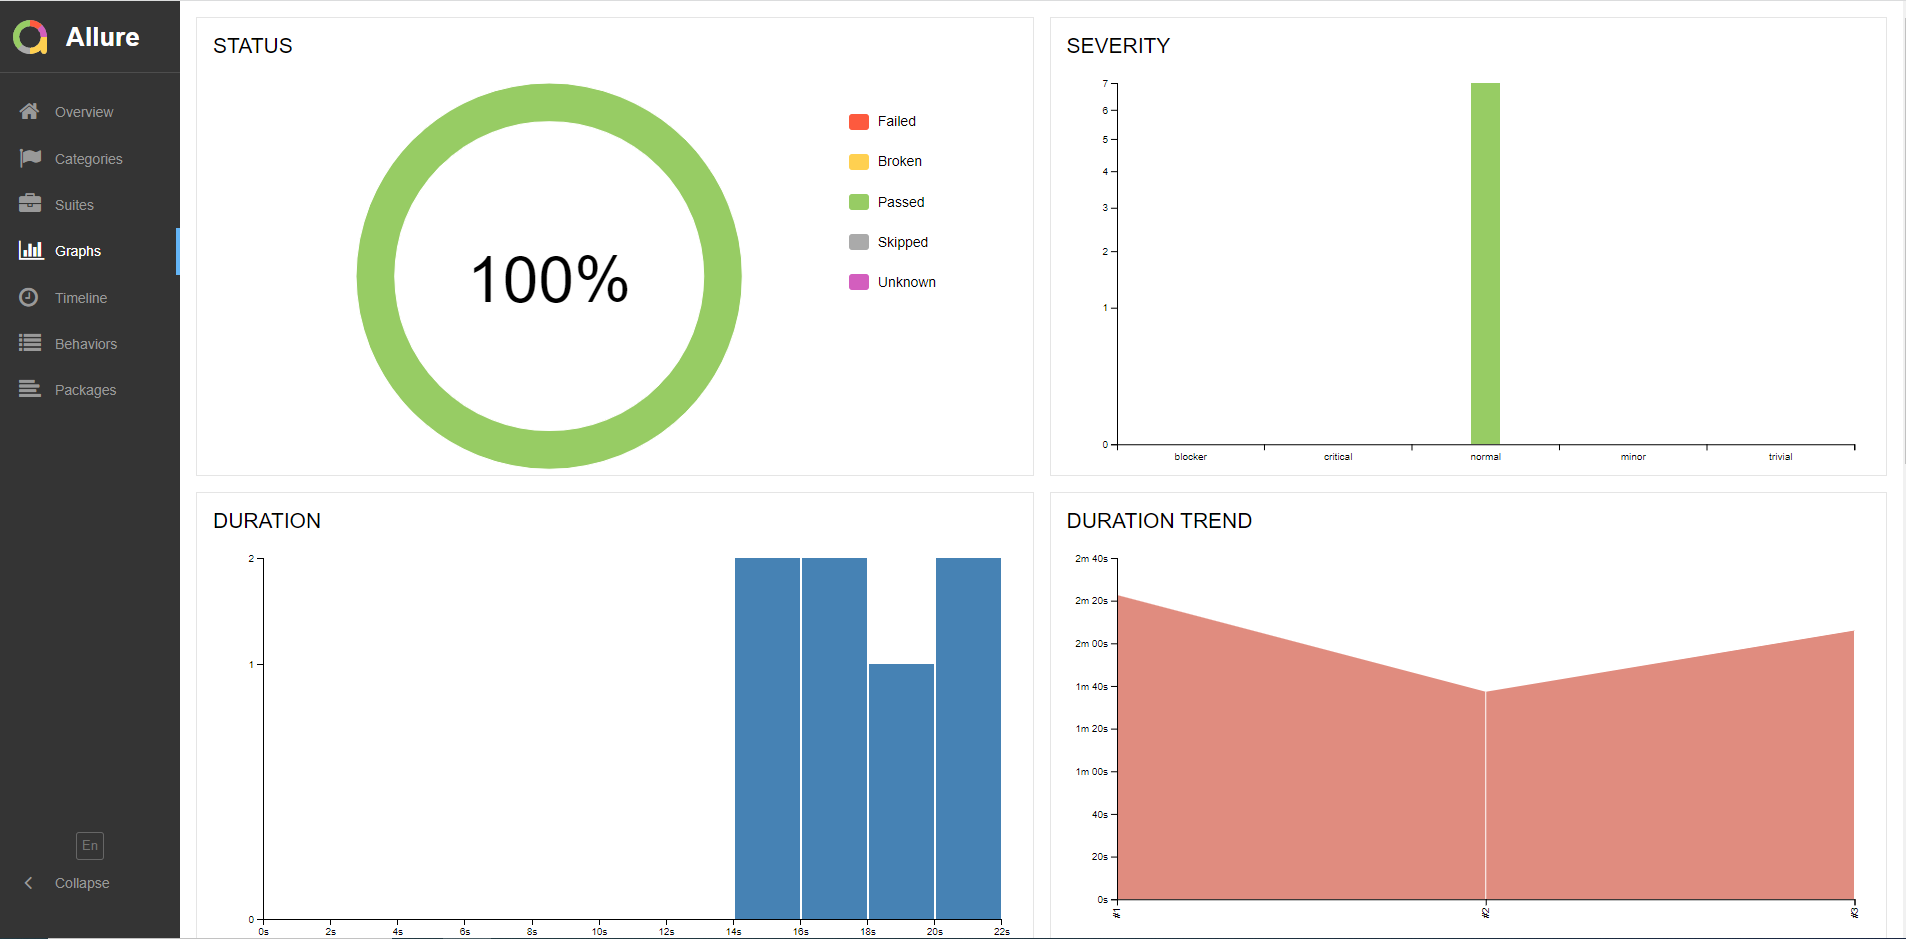 Allure
Overview
Categories
Suites
Graphs
Timeline
Behaviors
Packages
En
Collapse
STATUS
100%
Failed
Broken
Passed
Skipped
Unknown
SEVERITY
7
6
5
4
3
2
1
0
blocker critical normal minor trivial
DURATION
2
1
0
0s 2s 4s 6s 8s 10s 12s 14s 16s 18s 20s 22s
DURATION TREND
2m 40s
2m 20s
2m 00s
1m 40s
1m 20s
1m 00s
40s
20s
0s
#1 #2 #3